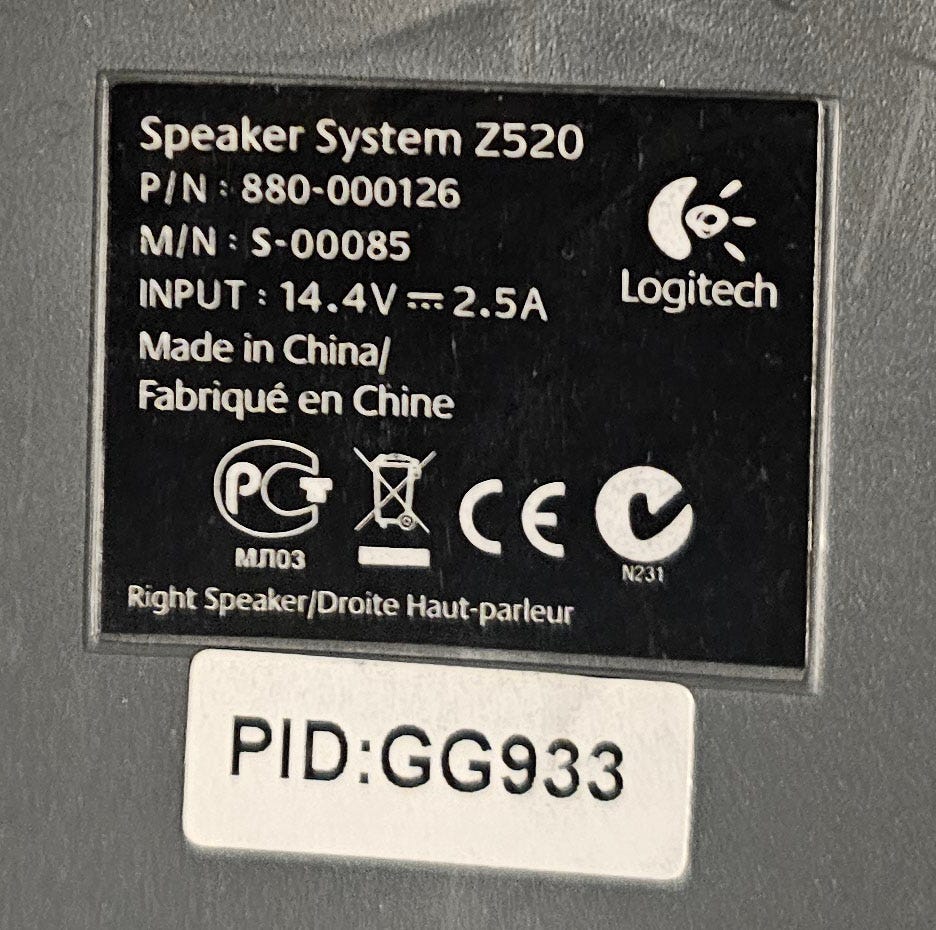 Speaker System Z520
P/N : 880-000126
M/N : S-00085
INPUT : 14.4V ⎓ 2.5A
Logitech
Made in China/
Fabriqué en Chine
РСТ
МЛ03
CE
N231
Right Speaker/Droite Haut-parleur
PID:GG933